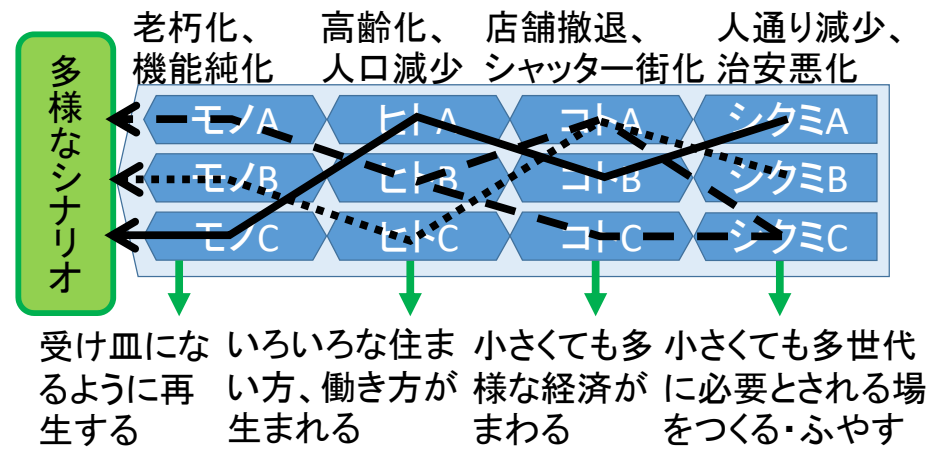 多様なシナリオ
老朽化、
機能純化
高齢化、
人口減少
店舗撤退、
シャッター街化
人通り減少、
治安悪化
モノA
ヒトA
コトA
シクミA
モノB
ヒトB
コトB
シクミB
モノC
ヒトC
コトC
シクミC
受け皿にな
るように再
生する
いろいろな住ま
い方、働き方が
生まれる
小さくても多
様な経済が
まわる
小さくても多世代
に必要とされる場
をつくる・ふやす